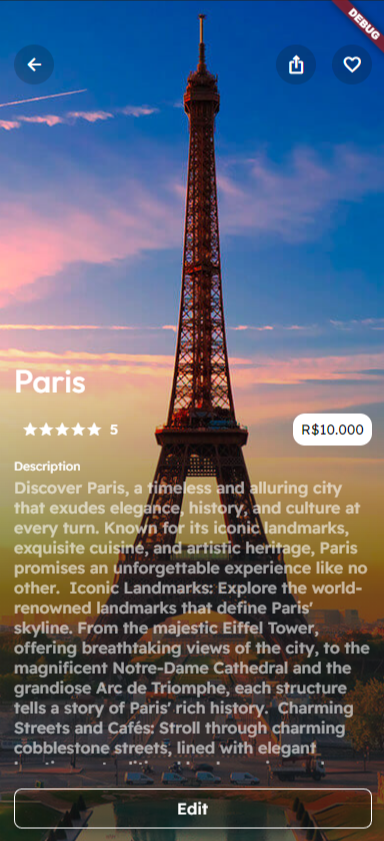 DEBUG
Paris
5
R$10.000
Description
Discover Paris, a timeless and alluring city
that exudes elegance, history, and culture at
every turn. Known for its iconic landmarks,
exquisite cuisine, and artistic heritage, Paris
promises an unforgettable experience like no
other.  Iconic Landmarks: Explore the world-
renowned landmarks that define Paris'
skyline. From the majestic Eiffel Tower,
offering breathtaking views of the city, to the
magnificent Notre-Dame Cathedral and the
grandiose Arc de Triomphe, each structure
tells a story of Paris' rich history.  Charming
Streets and Cafés: Stroll through charming
cobblestone streets, lined with elegant
Edit